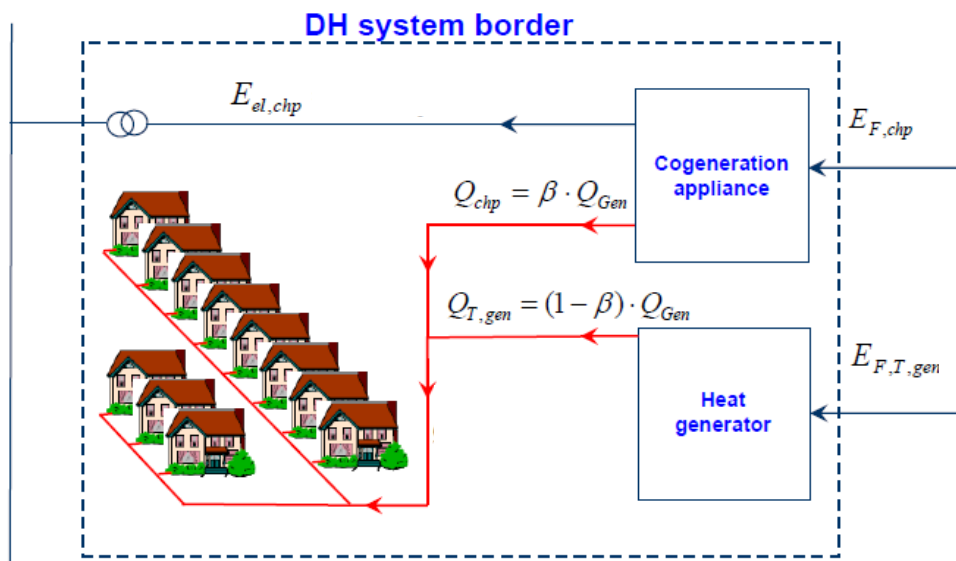 DH system border
E_{el,chp}
E_{F,chp}
Cogeneration
appliance
Q_{chp} = β · Q_{Gen}
Q_{T,gen} = (1 − β) · Q_{Gen}
E_{F,T,gen}
Heat
generator